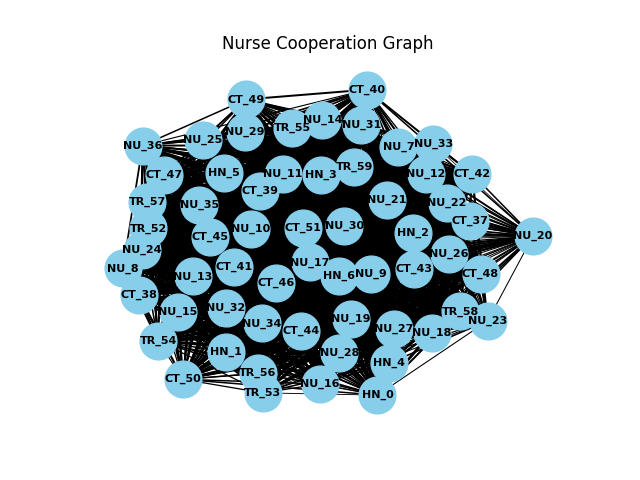 Nurse Cooperation Graph
CT_40
CT_49
NU_14
NU_31
TR_55
NU_29
NU_25
NU_33
NU_36
NU_7
TR_59
HN_5
NU_11
HN_3
NU_12
CT_42
CT_47
CT_39
NU_21
TR_57
NU_35
NU_22
CT_37
TR_52
NU_10
CT_51
NU_30
HN_2
CT_45
NU_20
NU_24
NU_26
NU_8
CT_41
NU_17
CT_43
NU_13
HN_6
NU_9
CT_48
CT_46
CT_38
NU_32
NU_15
TR_58
NU_19
NU_34
NU_23
CT_44
NU_27
NU_18
TR_54
HN_1
NU_28
HN_4
TR_56
CT_50
NU_16
TR_53
HN_0